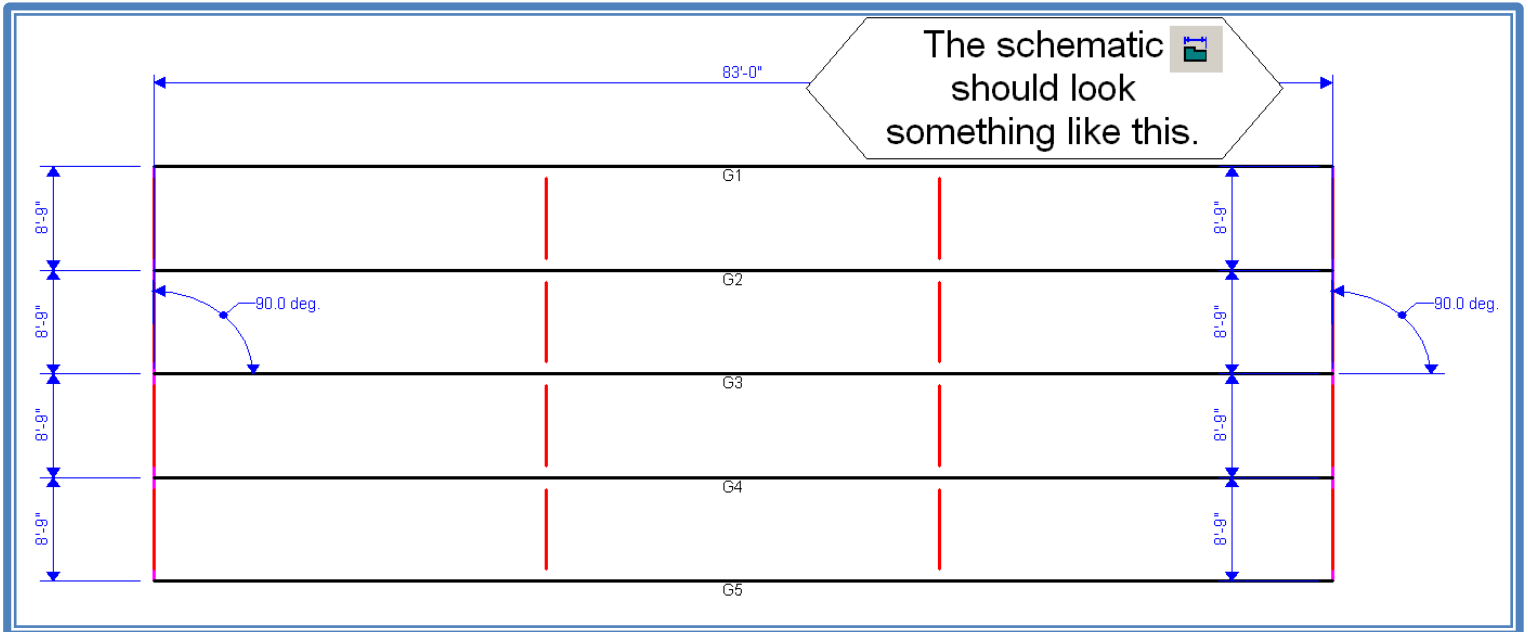 The schematic
should look
something like this.
83'-0"
G1
8'-9"
8'-9"
G2
8'-9"
90.0 deg.
8'-9"
90.0 deg.
G3
8'-9"
8'-9"
G4
8'-9"
8'-9"
G5